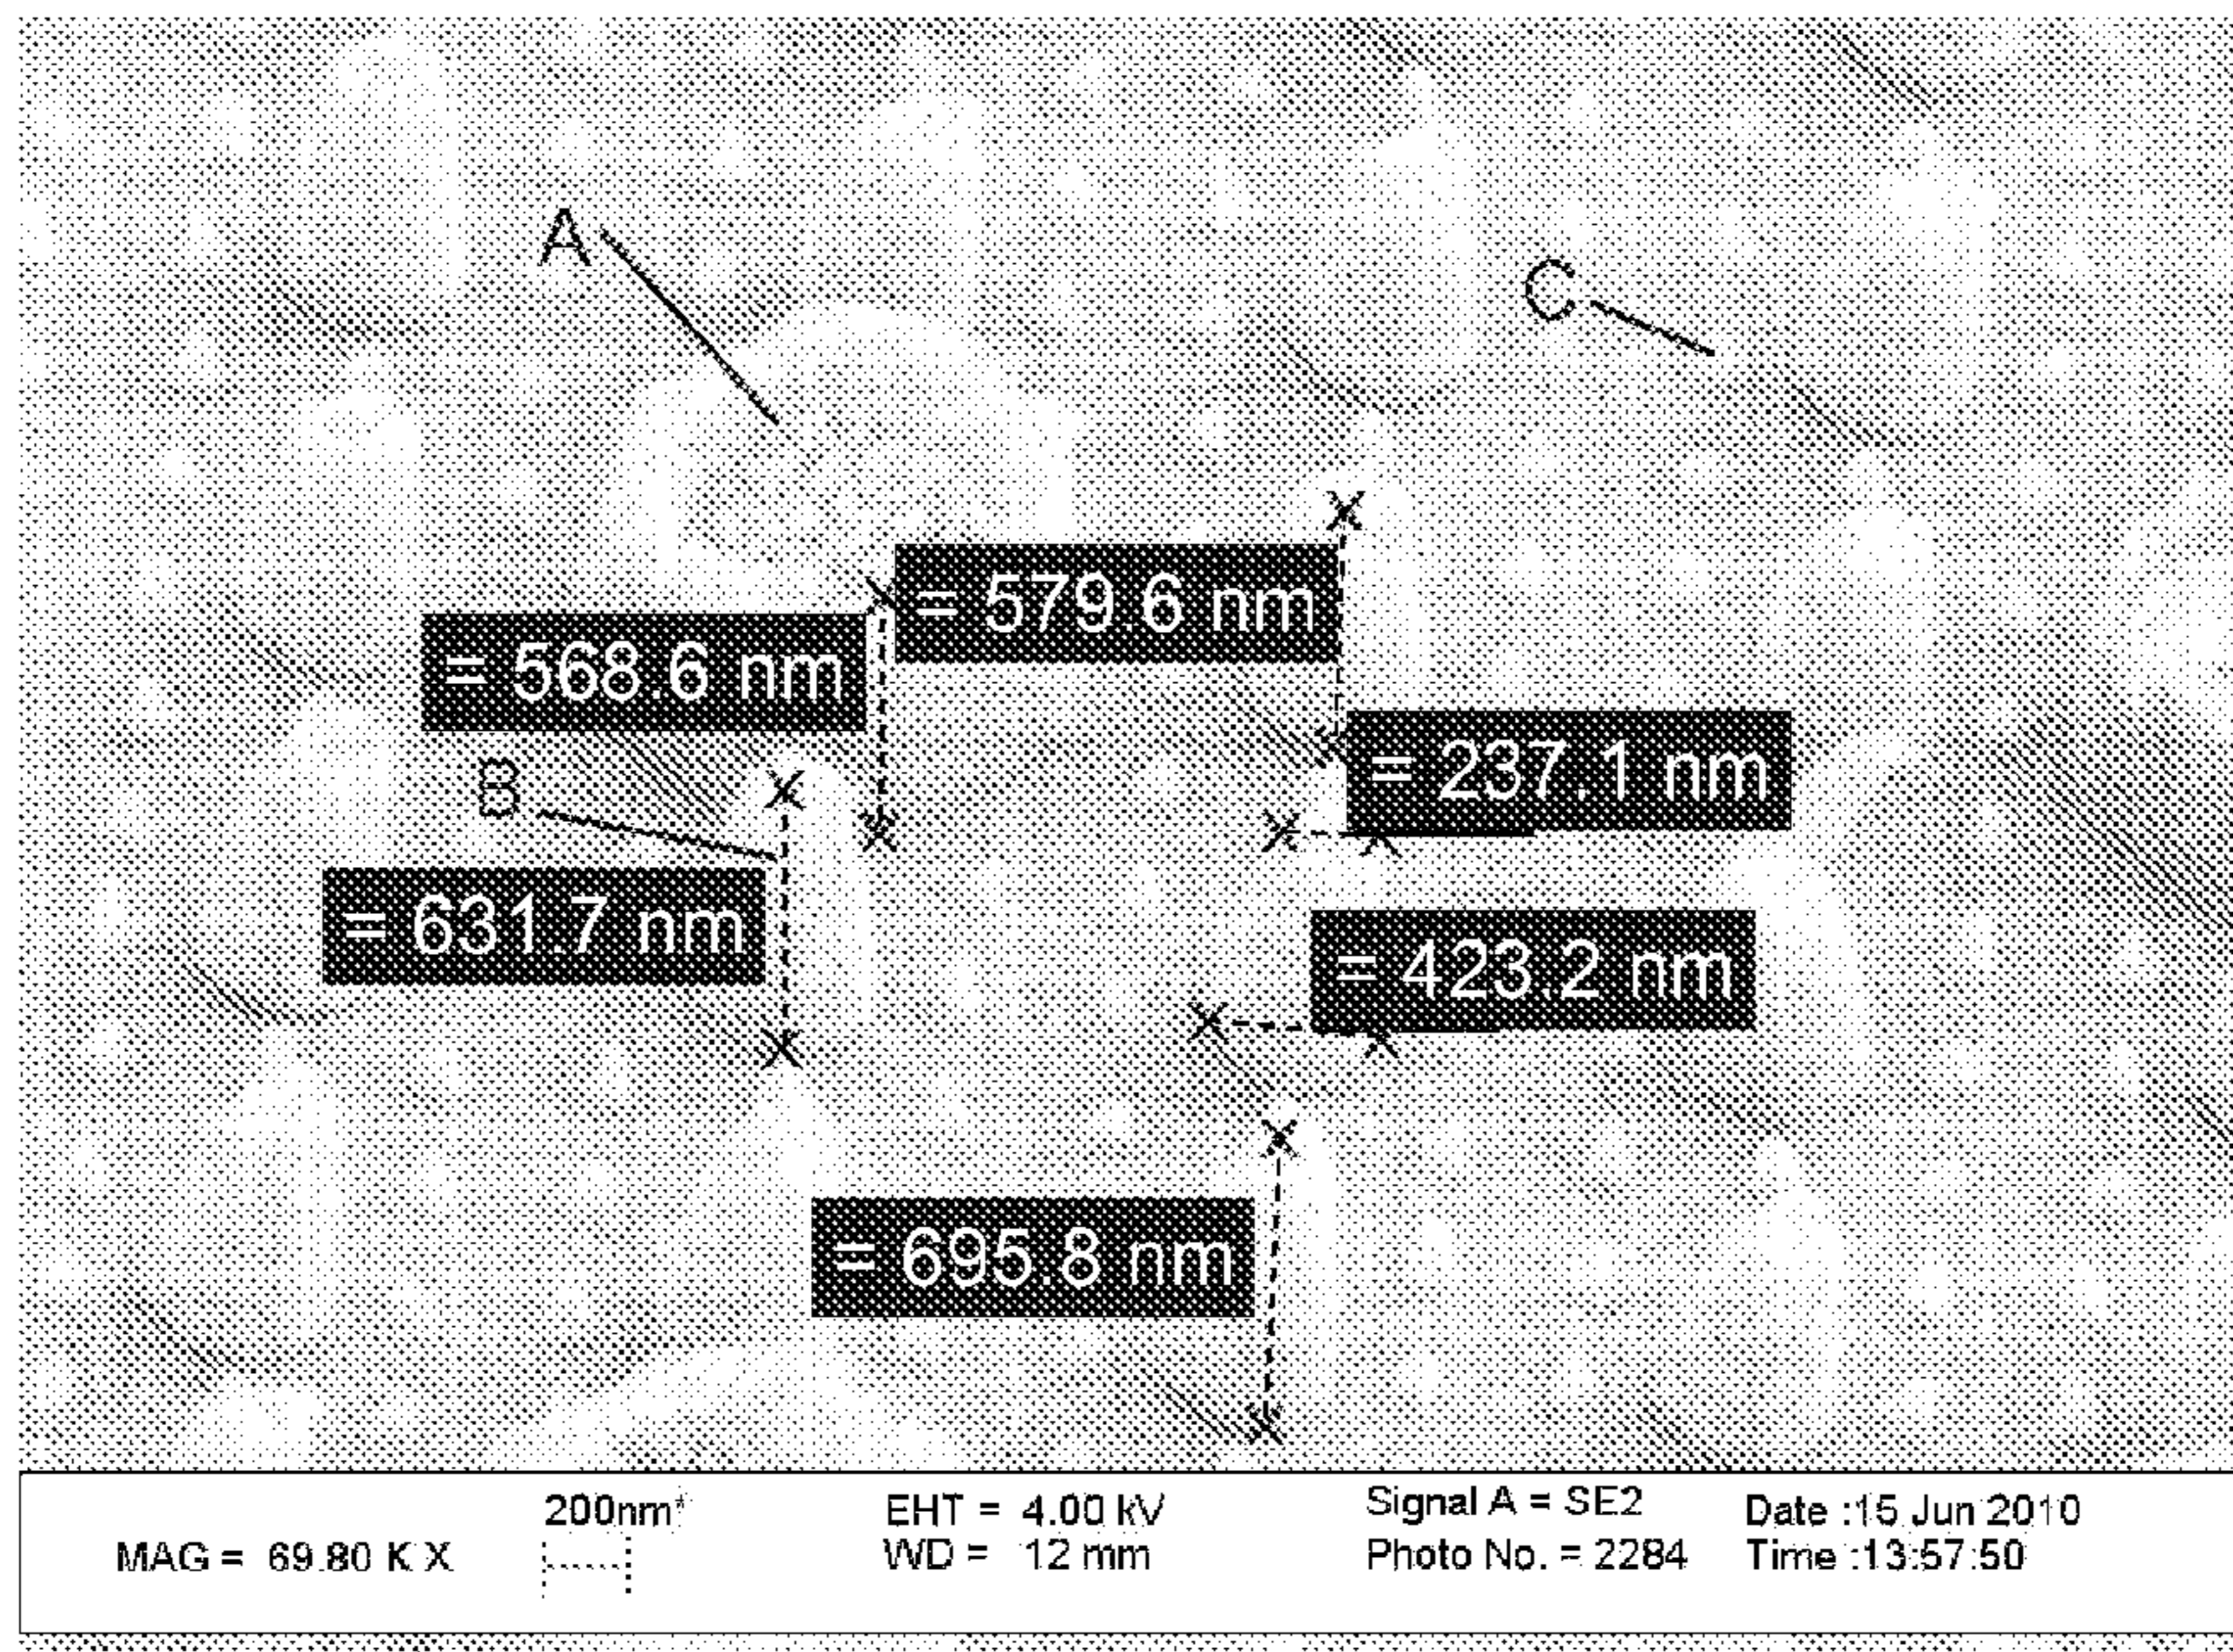 A
C
= 579.6 nm
= 568.6 nm
= 237.1 nm
B
= 631.7 nm
= 423.2 nm
= 695.8 nm
200nm*
EHT = 4.00 kV
Signal A = SE2
Date :15 Jun 2010
MAG = 69.80 K X
WD = 12 mm
Photo No. = 2284
Time :13:57:50